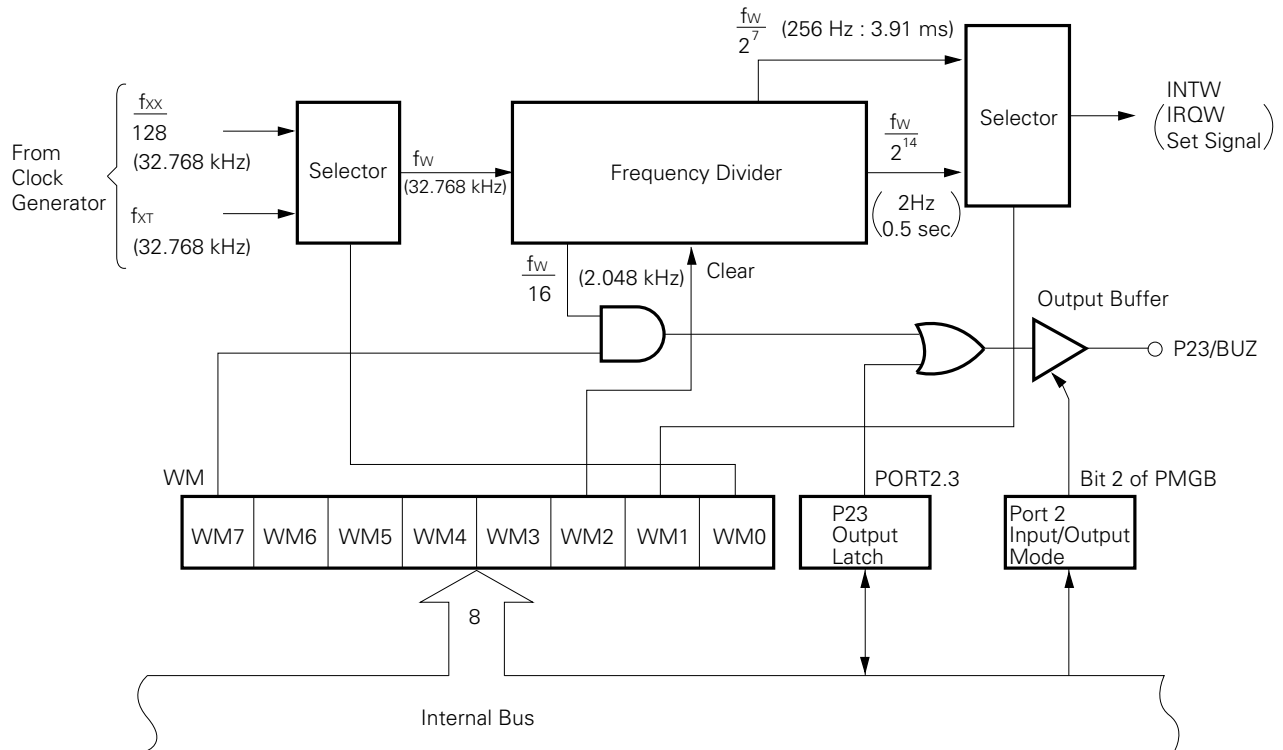 fW
2^7 (256 Hz : 3.91 ms)
From
Clock
Generator
fXX
128
(32.768 kHz)
fXT
(32.768 kHz)
Selector
fW
(32.768 kHz)
Frequency Divider
fW
2^14
2Hz
0.5 sec
Selector
INTW
IRQW
Set Signal
fW
16
(2.048 kHz)
Clear
Output Buffer
P23/BUZ
WM
WM7 WM6 WM5 WM4 WM3 WM2 WM1 WM0
PORT2.3
P23
Output
Latch
Bit 2 of PMGB
Port 2
Input/Output
Mode
8
Internal Bus